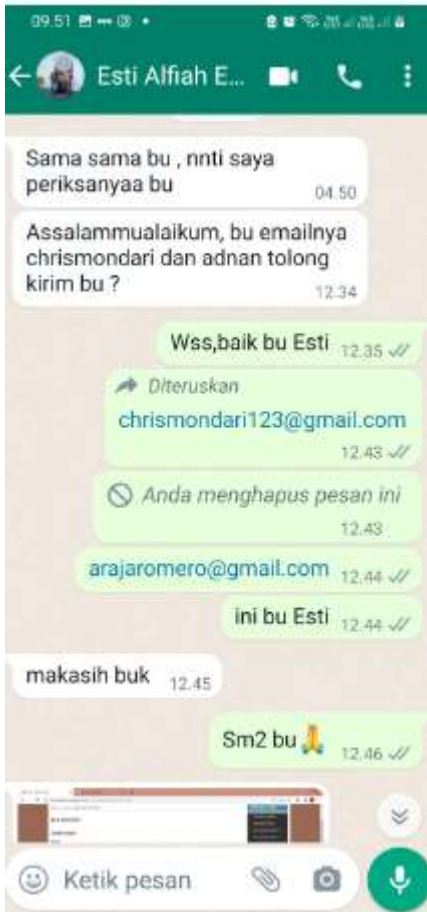 09.51
Esti Alfiah E...
Sama sama bu , nnti saya
periksanyaa bu
04.50
Assalammualaikum, bu emailnya
chrismondari dan adnan tolong
kirim bu ?
12.34
Wss,baik bu Esti 12.35
Diteruskan
chrismondari123@gmail.com
12.43
Anda menghapus pesan ini
12.43
arajaromero@gmail.com 12.44
ini bu Esti 12.44
makasih buk 12.45
Sm2 bu🙏 12.46
Ketik pesan